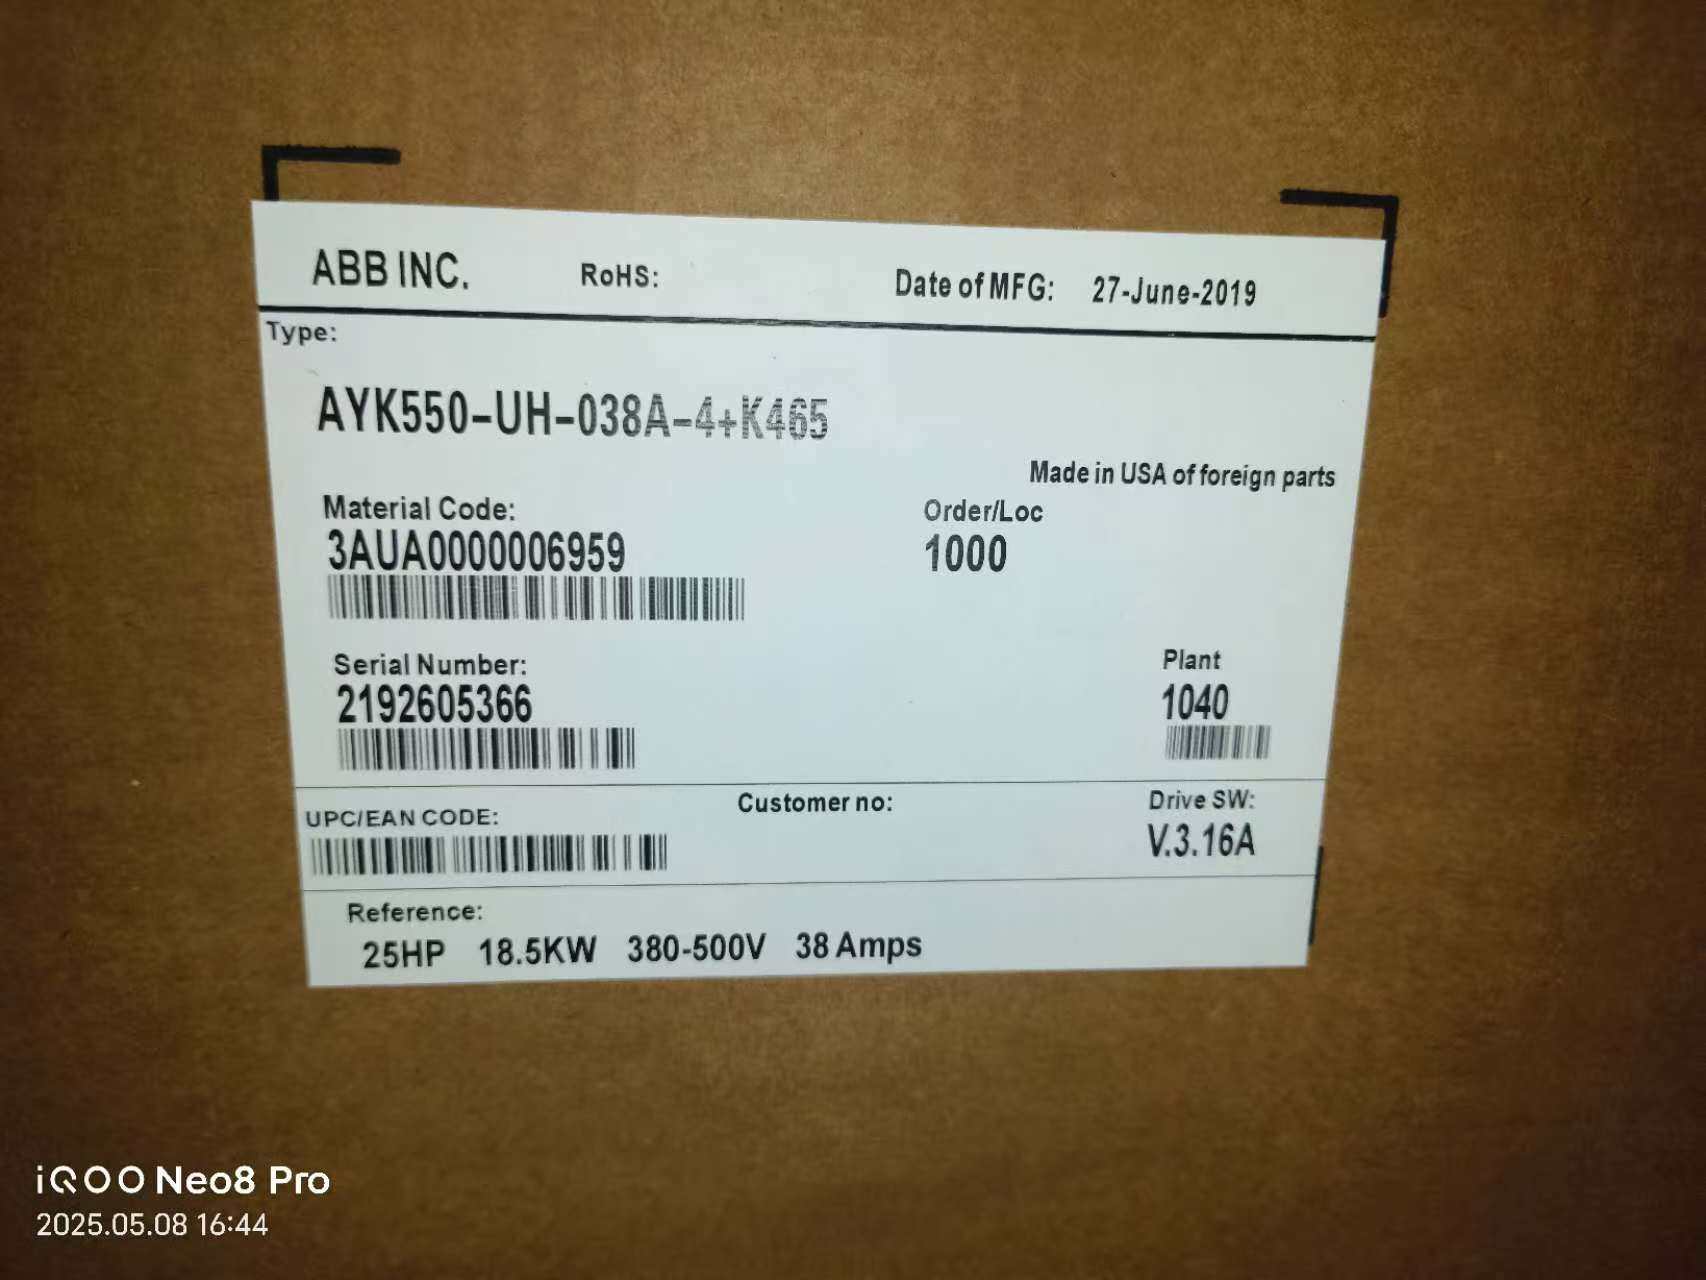 ABB INC. RoHS: Date of MFG: 27-June-2019
Type:
AYK550-UH-038A-4+K465
Made in USA of foreign parts
Material Code: Order/Loc
3AUA0000006959 1000
Serial Number: Plant
2192605366 1040
UPC/EAN CODE: Customer no: Drive SW:
V.3.16A
Reference:
25HP 18.5KW 380-500V 38 Amps
iQOO Neo8 Pro
2025.05.08 16:44